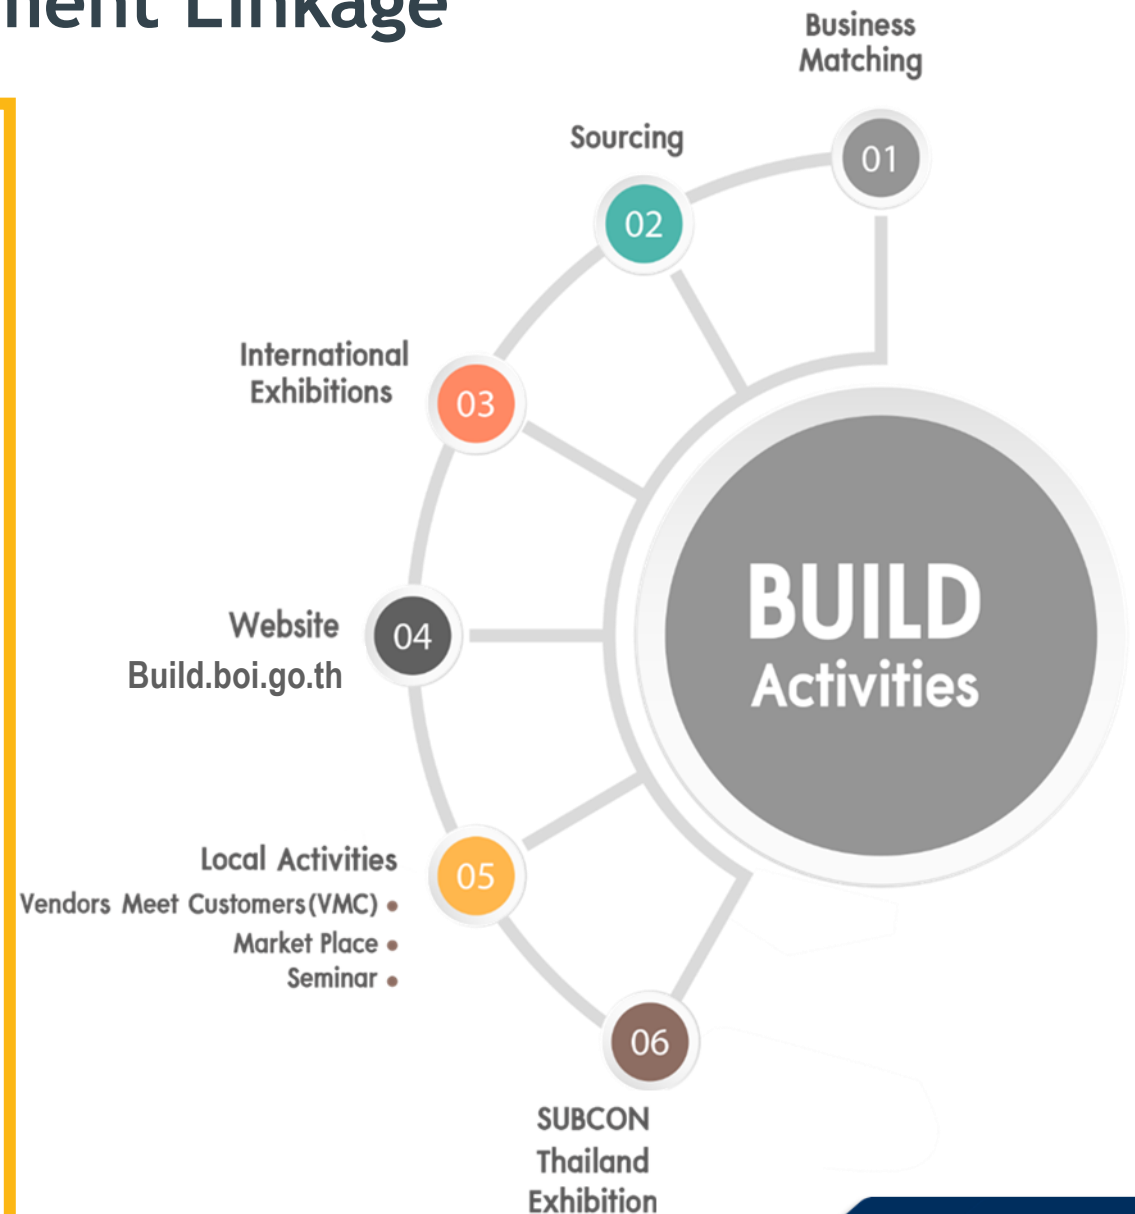 Linkage
Business
Matching
01
Sourcing
02
International
Exhibitions
03
Website
Build.boi.go.th
04
BUILD
Activities
Local Activities
Vendors Meet Customers(VMC) •
Market Place •
Seminar •
05
06
SUBCON
Thailand
Exhibition